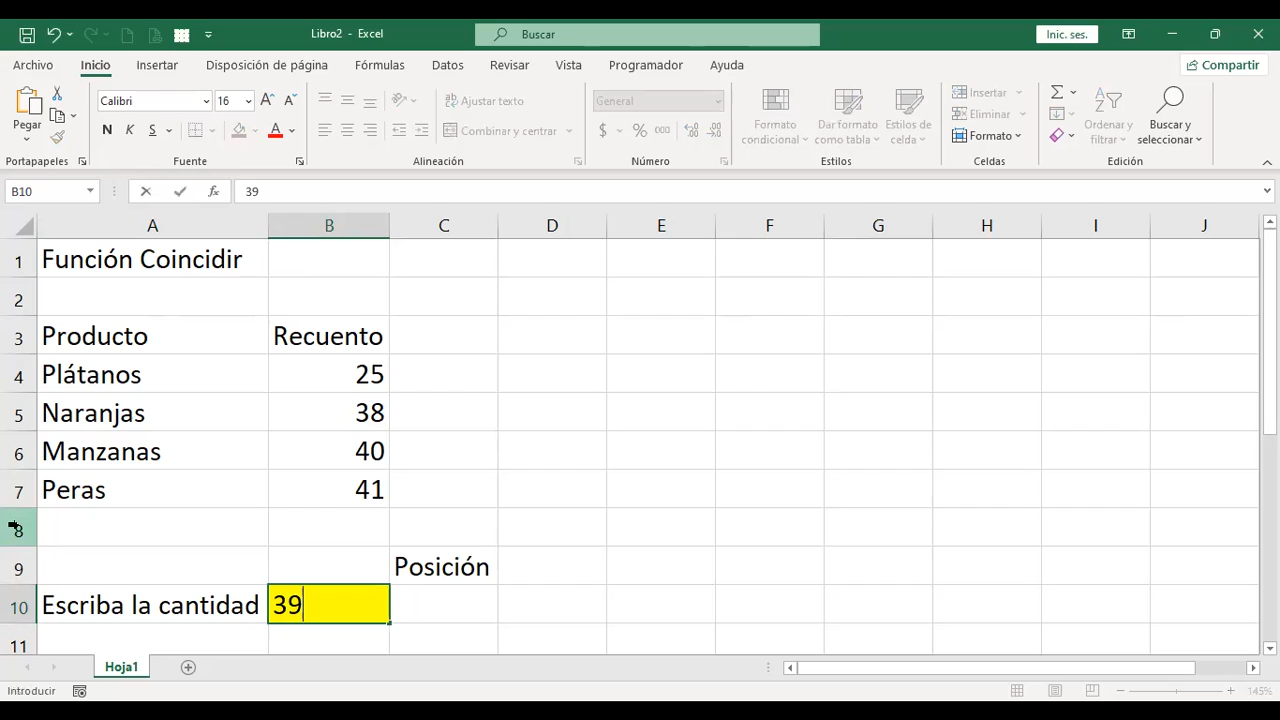 Libro2 - Excel
Buscar
Inic. ses.
Archivo Inicio Insertar Disposición de página Fórmulas Datos Revisar Vista Programador Ayuda Compartir
Pegar
Calibri 16 A A
N K S A
Ajustar texto
Combinar y centrar
General
$ % 000
Formato condicional
Dar formato como tabla
Estilos de celda
Insertar
Eliminar
Formato
Ordenar y filtrar
Buscar y seleccionar
Portapapeles Fuente Alineación Número Estilos Celdas Edición
B10 fx 39
A B C D E F G H I J
1 Función Coincidir
2
3 Producto Recuento
4 Plátanos 25
5 Naranjas 38
6 Manzanas 40
7 Peras 41
8
9 Posición
10 Escriba la cantidad 39
11
Hoja1
Introducir 145%